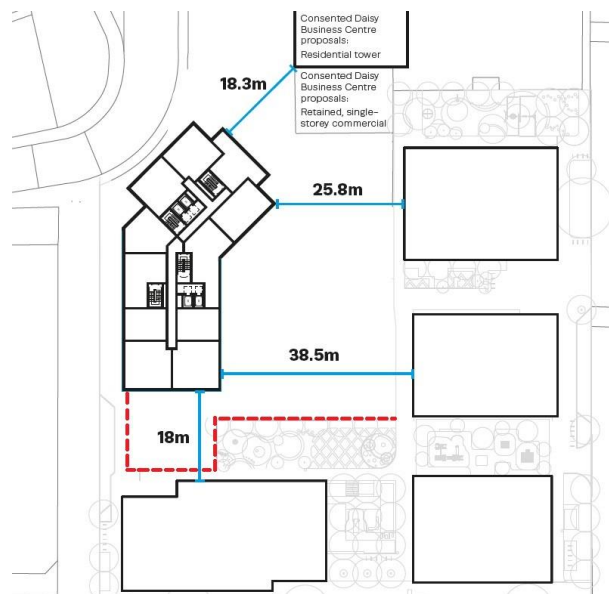 Consented Daisy
Business Centre
proposals:
Residential tower
Consented Daisy
Business Centre
proposals:
Retained, single-
storey commercial
18.3m
25.8m
38.5m
18m